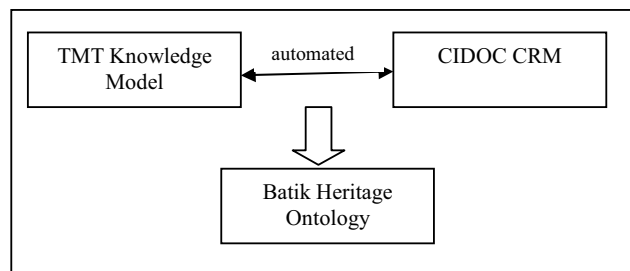 TMT Knowledge
Model
automated
CIDOC CRM
Batik Heritage
Ontology